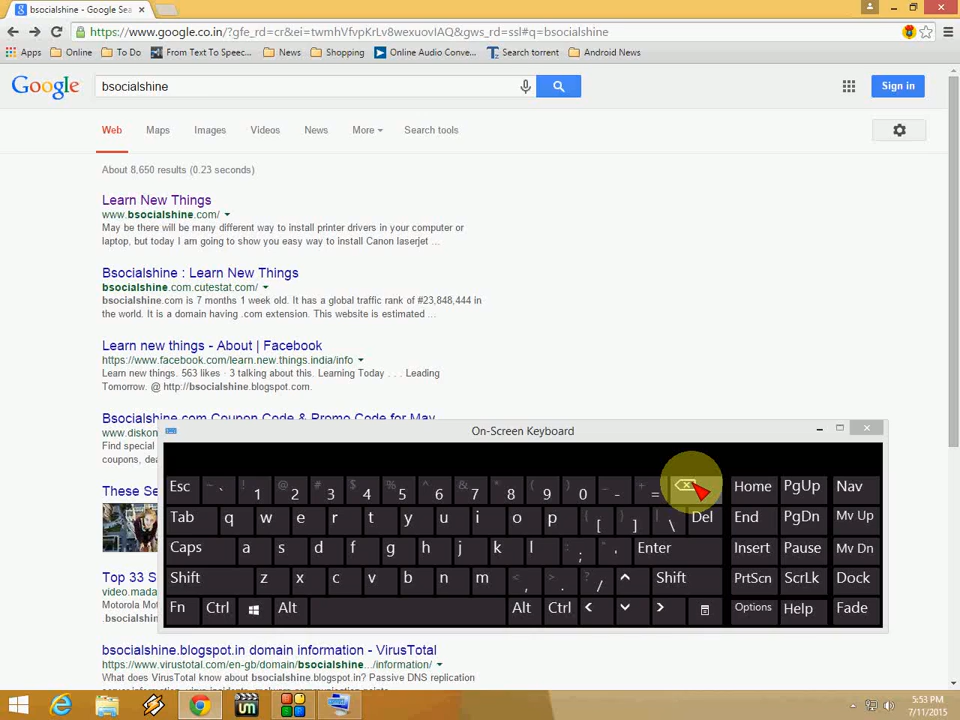 bsocialshine - Google Sea
https://www.google.co.in/?gfe_rd=cr&ei=twmhVfvpKrLv8wexuovIAQ&gws_rd=ssl#q=bsocialshine
Apps Online To Do From Text To Speec... News Shopping Online Audio Conve... Search torrent Android News
Google bsocialshine Sign in
Web Maps Images Videos News More Search tools
About 8,650 results (0.23 seconds)
Learn New Things
www.bsocialshine.com/
May be there will be many different way to install printer drivers in your computer or
laptop, but today I am going to show you easy way to install Canon laserjet ...
Bsocialshine : Learn New Things
bsocialshine.com.cutestat.com/
bsocialshine.com is 7 months 1 week old. It has a global traffic rank of #23,848,444 in
the world. It is a domain having .com extension. This website is estimated ...
Learn new things - About | Facebook
https://www.facebook.com/learn.new.things.india/info
Learn new things. 563 likes · 3 talking about this. Learning Today . . . Leading
Tomorrow. @ http://bsocialshine.blogspot.com.
Bsocialshine.com Coupon Code & Promo Code for May
www.diskon
Find special
coupons, dea
These Se
Top 33 S
video.mada
Motorola Mot
.bsocialshine
On-Screen Keyboard
Esc ~ ` ! 1 @ 2 # 3 $ 4 % 5 ^ 6 & 7 * 8 ( 9 ) 0 _ - + = Home PgUp Nav
Tab q w e r t y u i o p { [ } ] | \ Del End PgDn Mv Up
Caps a s d f g h j k l : ; " ' Enter Insert Pause Mv Dn
Shift z x c v b n m < , > . ? / ^ Shift PrtScn ScrLk Dock
Fn Ctrl Alt Alt Ctrl < v > Options Help Fade
bsocialshine.blogspot.in domain information - VirusTotal
https://www.virustotal.com/en-gb/domain/bsocialshine.../information/
What does VirusTotal know about bsocialshine.blogspot.in? Passive DNS replication
5:53 PM
7/11/2015